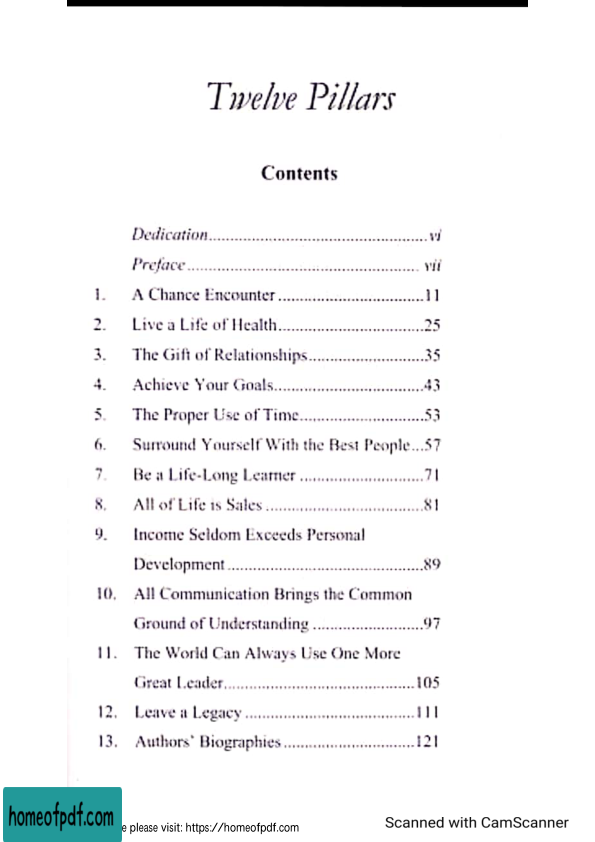 Twelve Pillars
Contents
Dedication..................................................vi
Preface..................................................vii
1. A Chance Encounter..................................11
2. Live a Life of Health..................................25
3. The Gift of Relationships...........................35
4. Achieve Your Goals...................................43
5. The Proper Use of Time.............................53
6. Surround Yourself With the Best People...57
7. Be a Life-Long Learner.............................71
8. All of Life is Sales.....................................81
9. Income Seldom Exceeds Personal
Development.............................................89
10. All Communication Brings the Common
Ground of Understanding..........................97
11. The World Can Always Use One More
Great Leader............................................105
12. Leave a Legacy.......................................111
13. Authors' Biographies..............................121
homeofpdf.com
please visit: https://homeofpdf.com
Scanned with CamScanner